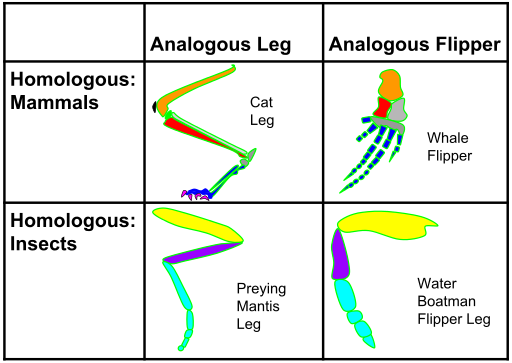 Analogous Leg
Analogous Flipper
Homologous:
Mammals
Cat
Leg
Whale
Flipper
Homologous:
Insects
Preying
Mantis
Leg
Water
Boatman
Flipper Leg